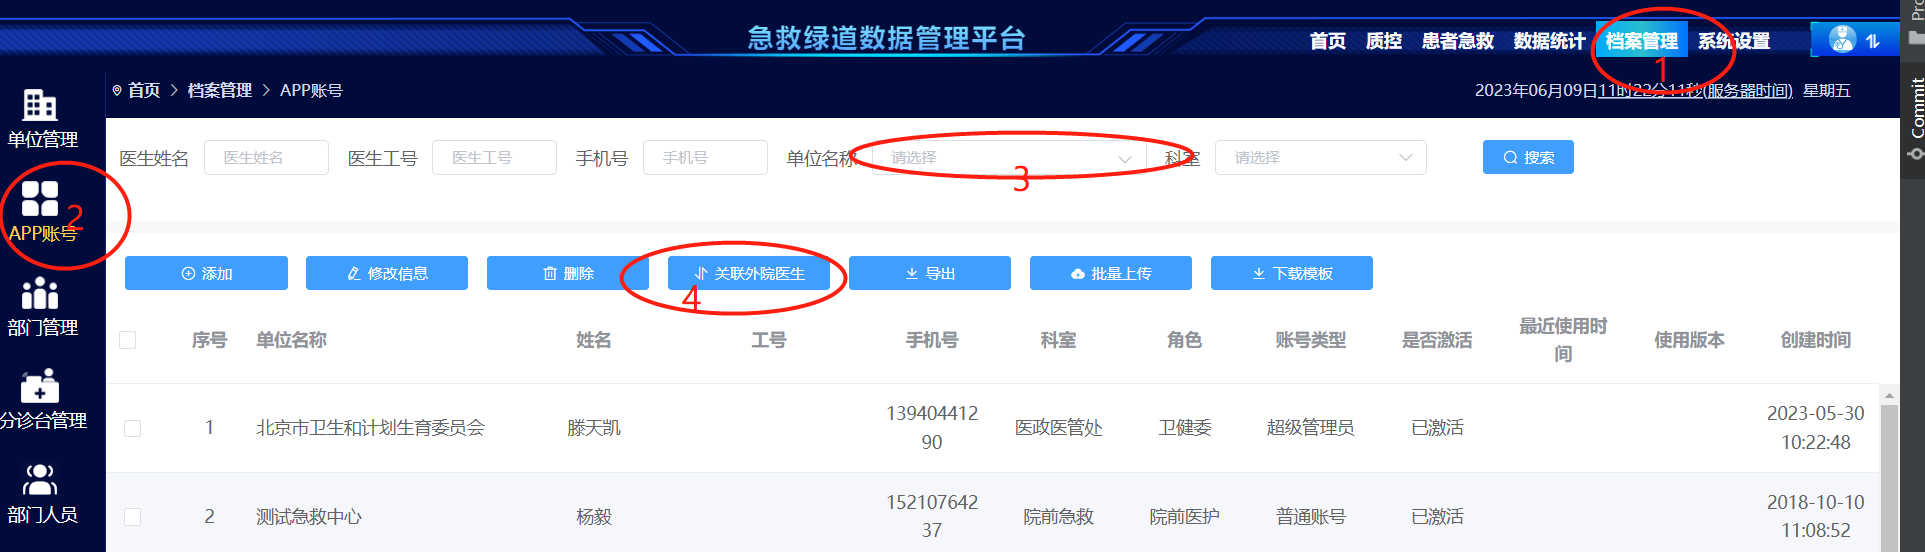 急救绿道数据管理平台
首页 质控 患者急救 数据统计 档案管理 系统设置
1
Commit
首页 > 档案管理 > APP账号
2023年06月09日11时22分11秒(服务器时间) 星期五
单位管理
APP账号
2
部门管理
分诊台管理
部门人员
医生姓名 医生姓名 医生工号 医生工号 手机号 手机号 单位名称 请选择 科室 请选择 搜索
3
添加 修改信息 删除 关联外院医生 导出 批量上传 下载模板
4
序号 单位名称 姓名 工号 手机号 科室 角色 账号类型 是否激活 最近使用时间 使用版本 创建时间
1 北京市卫生和计划生育委员会 滕天凯 13940441290 医政医管处 卫健委 超级管理员 已激活 2023-05-30 10:22:48
2 测试急救中心 杨毅 15210764237 院前急救 院前医护 普通账号 已激活 2018-10-10 11:08:52